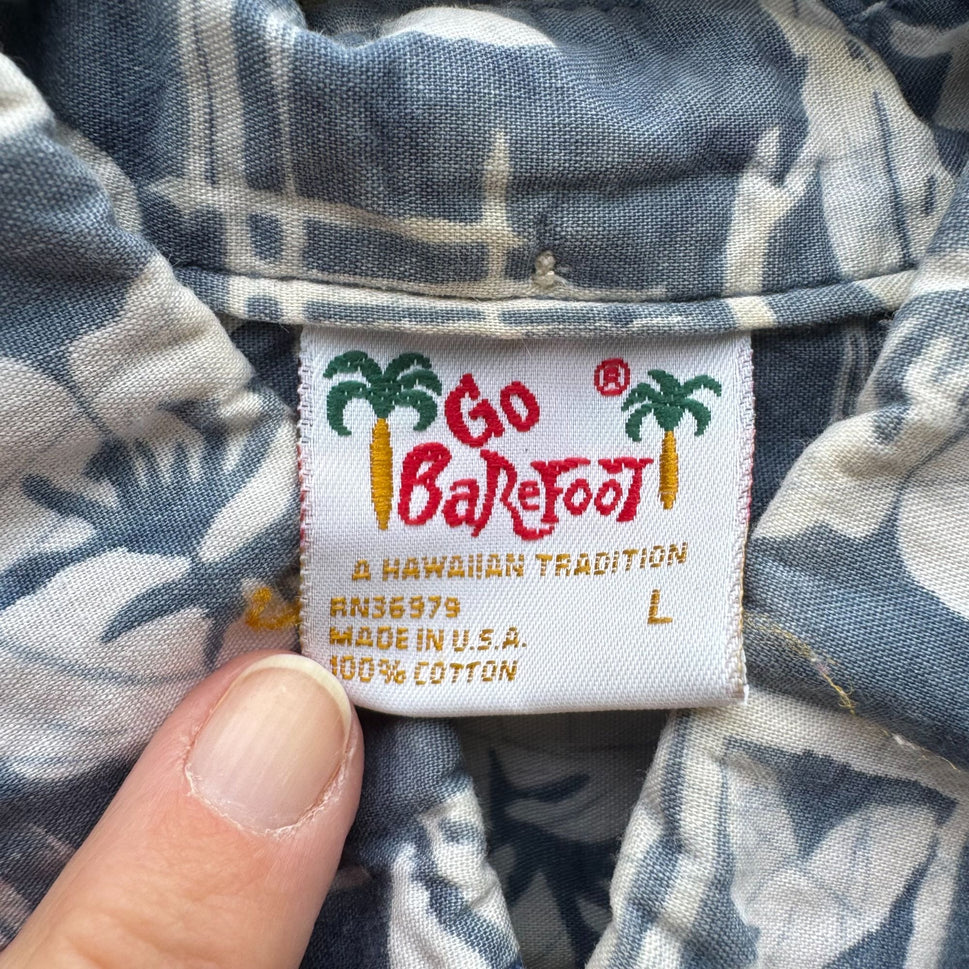 Go ®
BaReFooT
A HAWAIIAN TRADITION
RN36979 L
MADE IN U.S.A.
100% COTTON